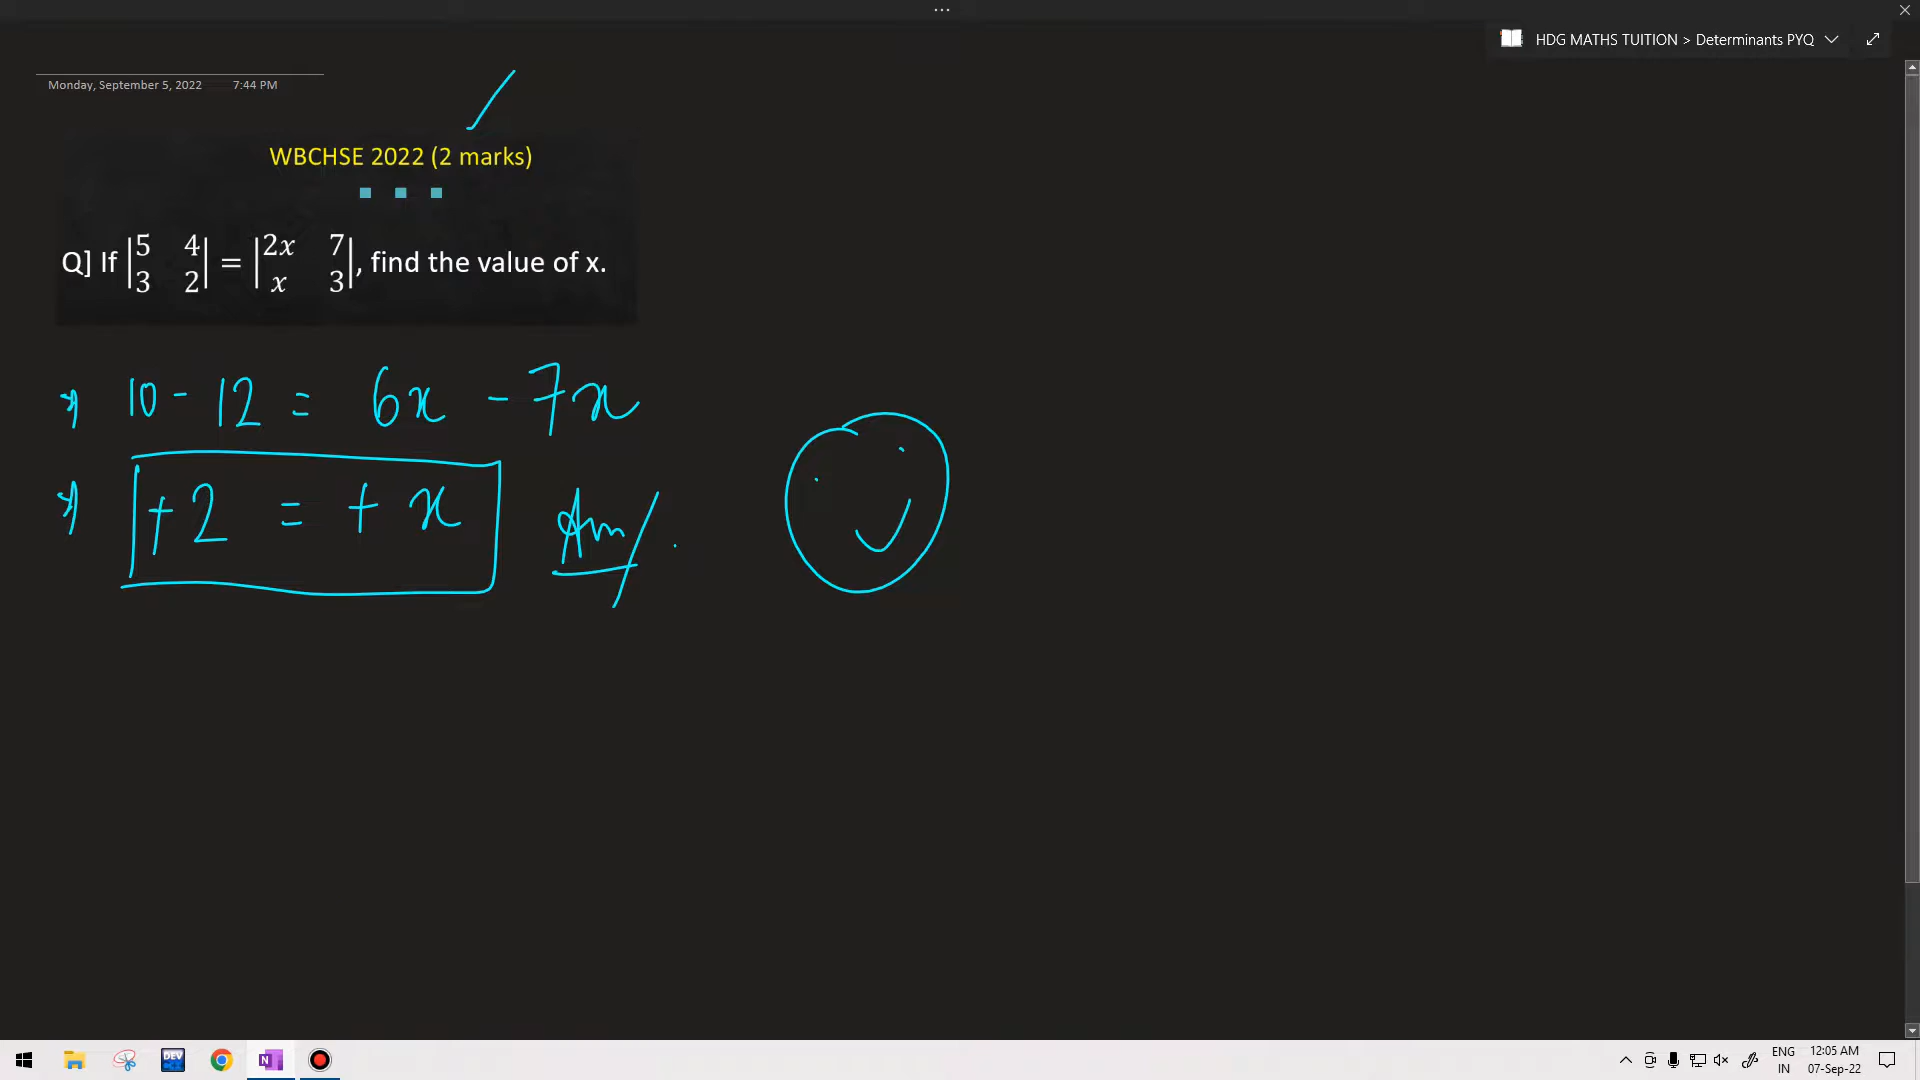 HDG MATHS TUITION > Determinants PYQ
Monday, September 5, 2022 7:44 PM
WBCHSE 2022 (2 marks)
Q] If |5 4; 3 2| = |2x 7; x 3|, find the value of x.
⇒ 10 - 12 = 6x - 7x
⇒ +2 = + x Ans
DEV
N
ENG
IN
12:05 AM
07-Sep-22